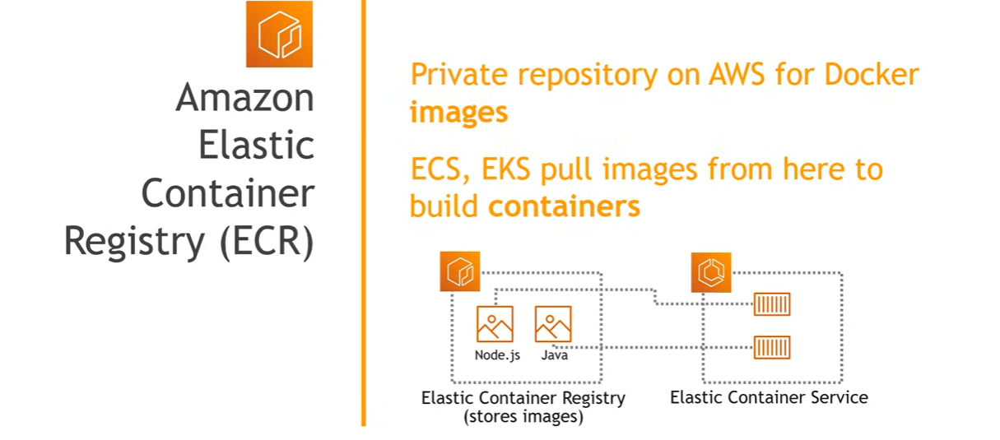 Amazon
Elastic
Container
Registry (ECR)
Private repository on AWS for Docker
images
ECS, EKS pull images from here to
build containers
Node.js
Java
Elastic Container Registry
(stores images)
Elastic Container Service